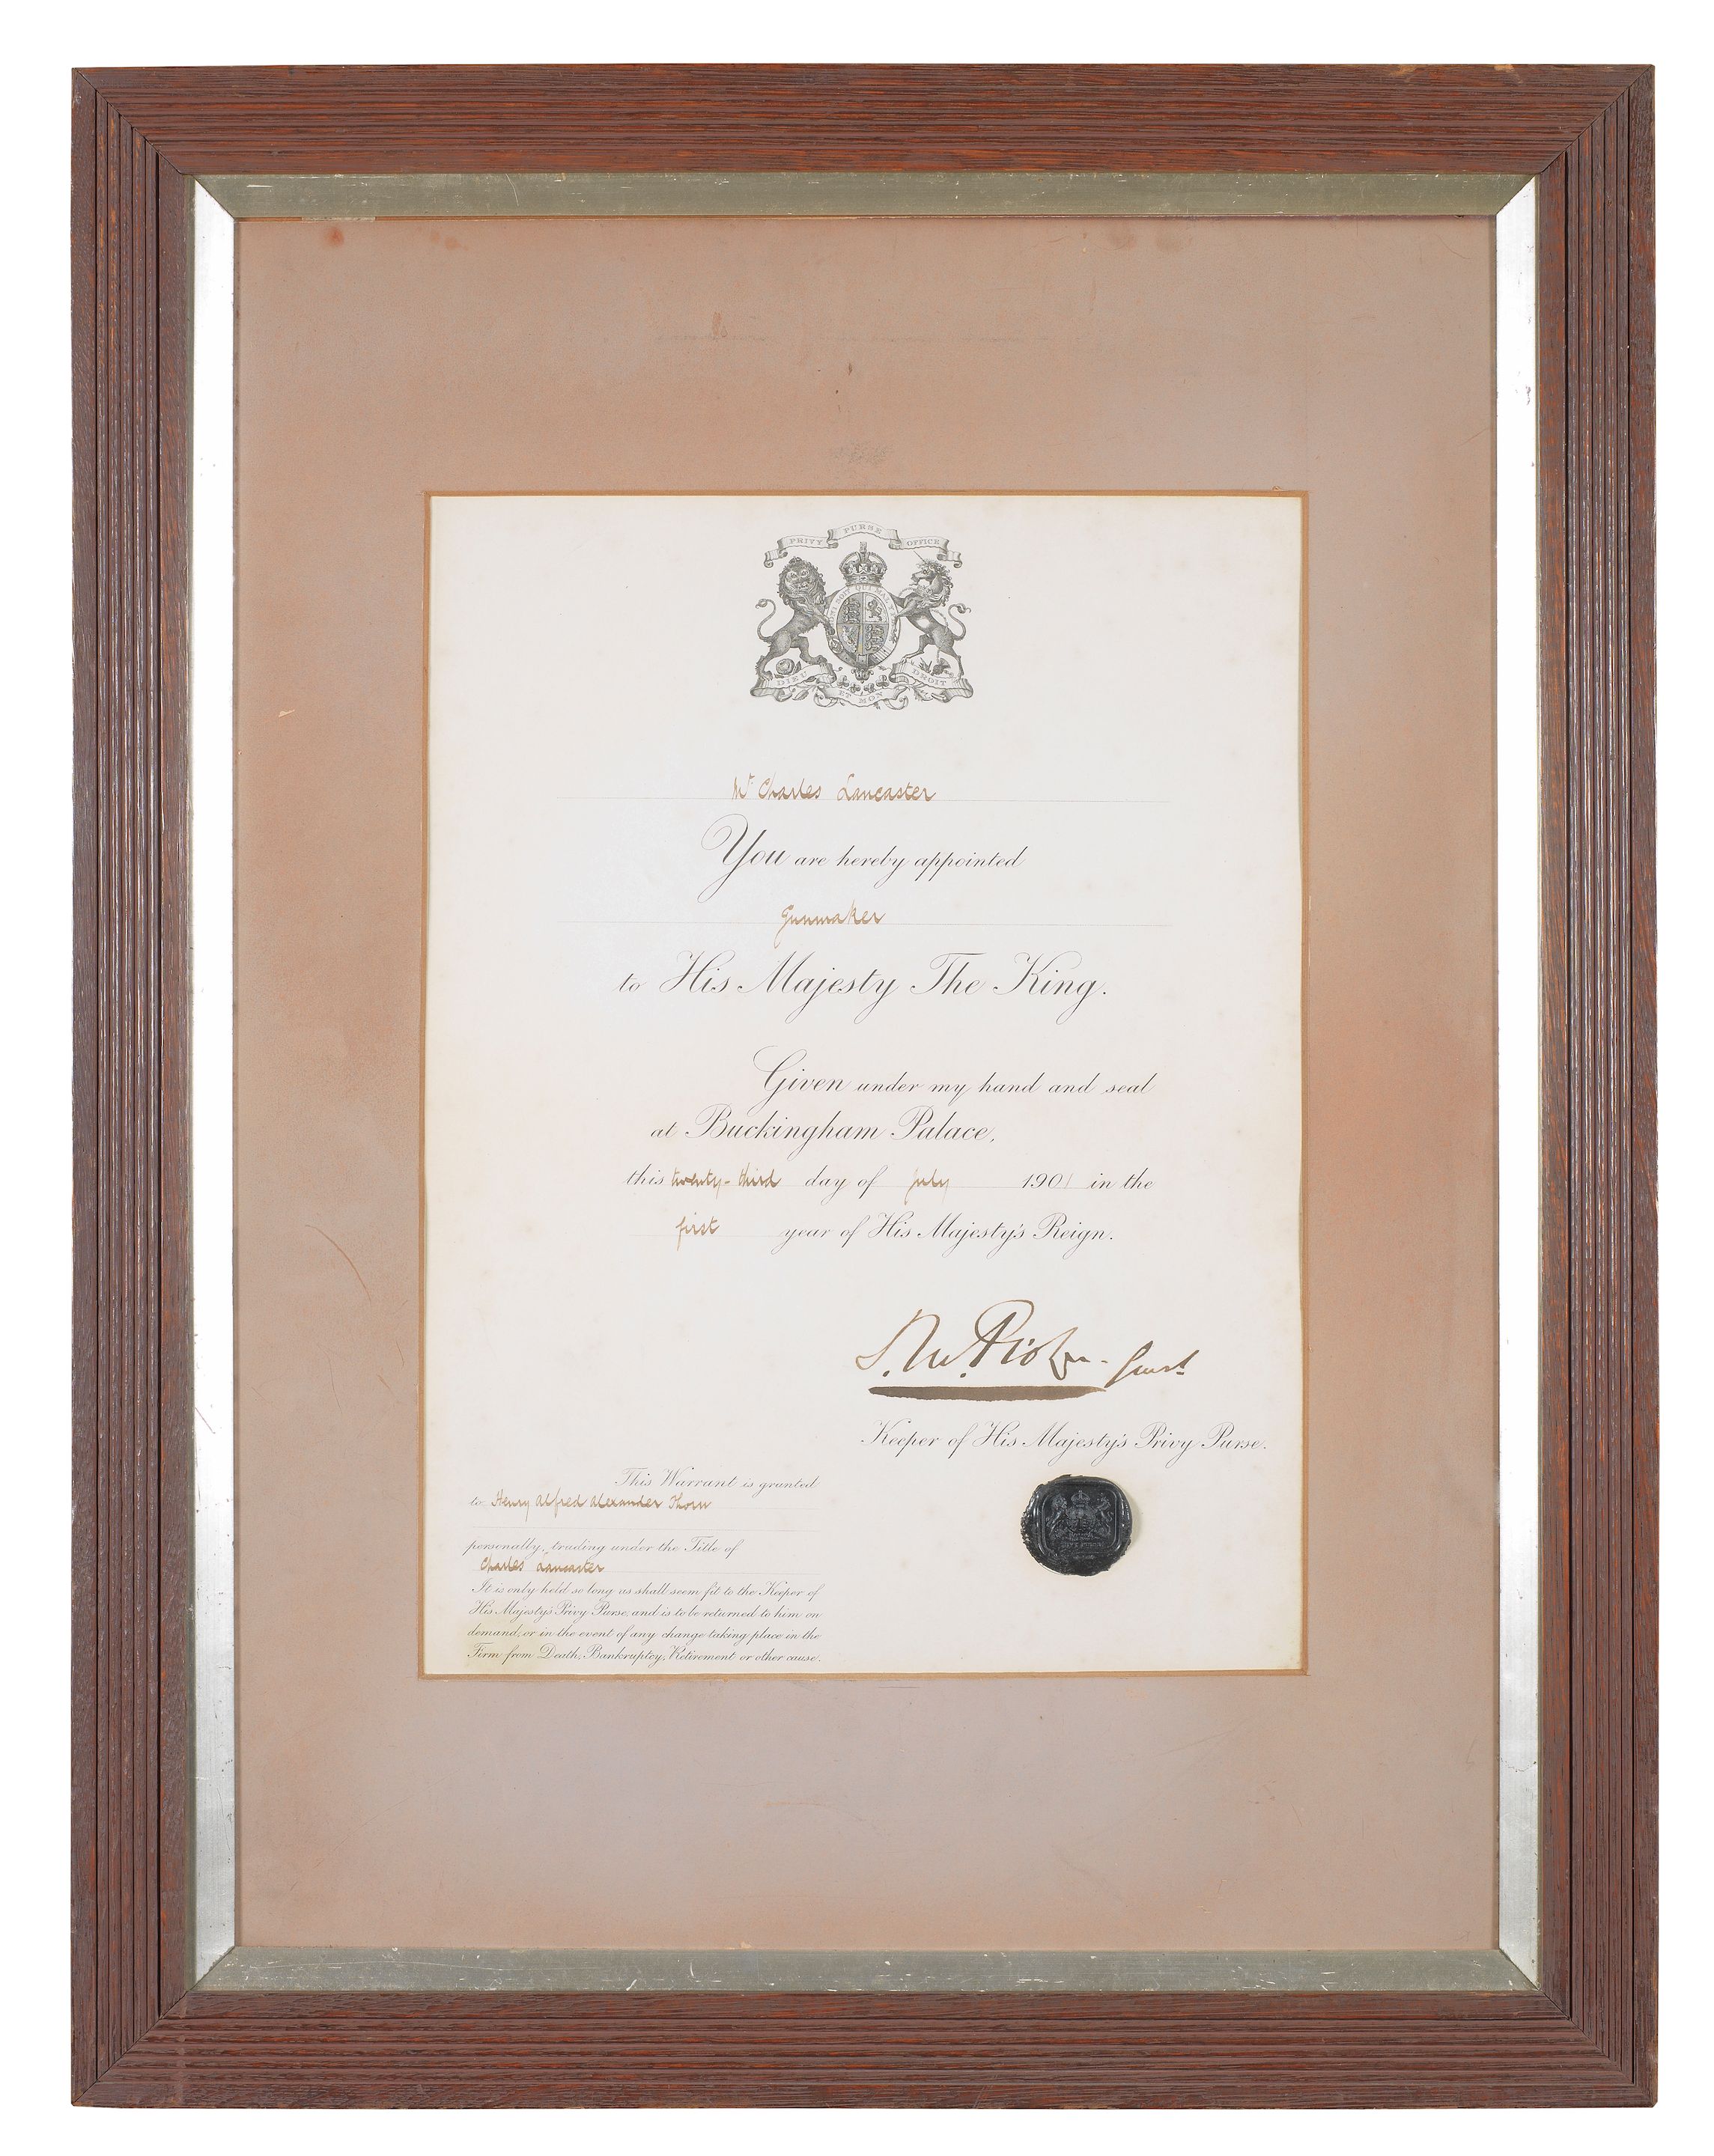 PRIVY PURSE OFFICE
DIEU ET MON DROIT
Mr Charles Lancaster
You are hereby appointed
Gunmaker
to His Majesty The King.
Given under my hand and seal
at Buckingham Palace,
this twenty-third day of July 1901 in the
first year of His Majesty's Reign.
Keeper of His Majesty's Privy Purse.
This Warrant is granted
to Henry Alfred Alexander Thorn
personally, trading under the Title of
Charles Lancaster
It is only held so long as shall seem fit to the Keeper of
His Majesty's Privy Purse, and is to be returned to him on
demand, or in the event of any change taking place in the
Firm from Death, Bankruptcy, Retirement or other cause.